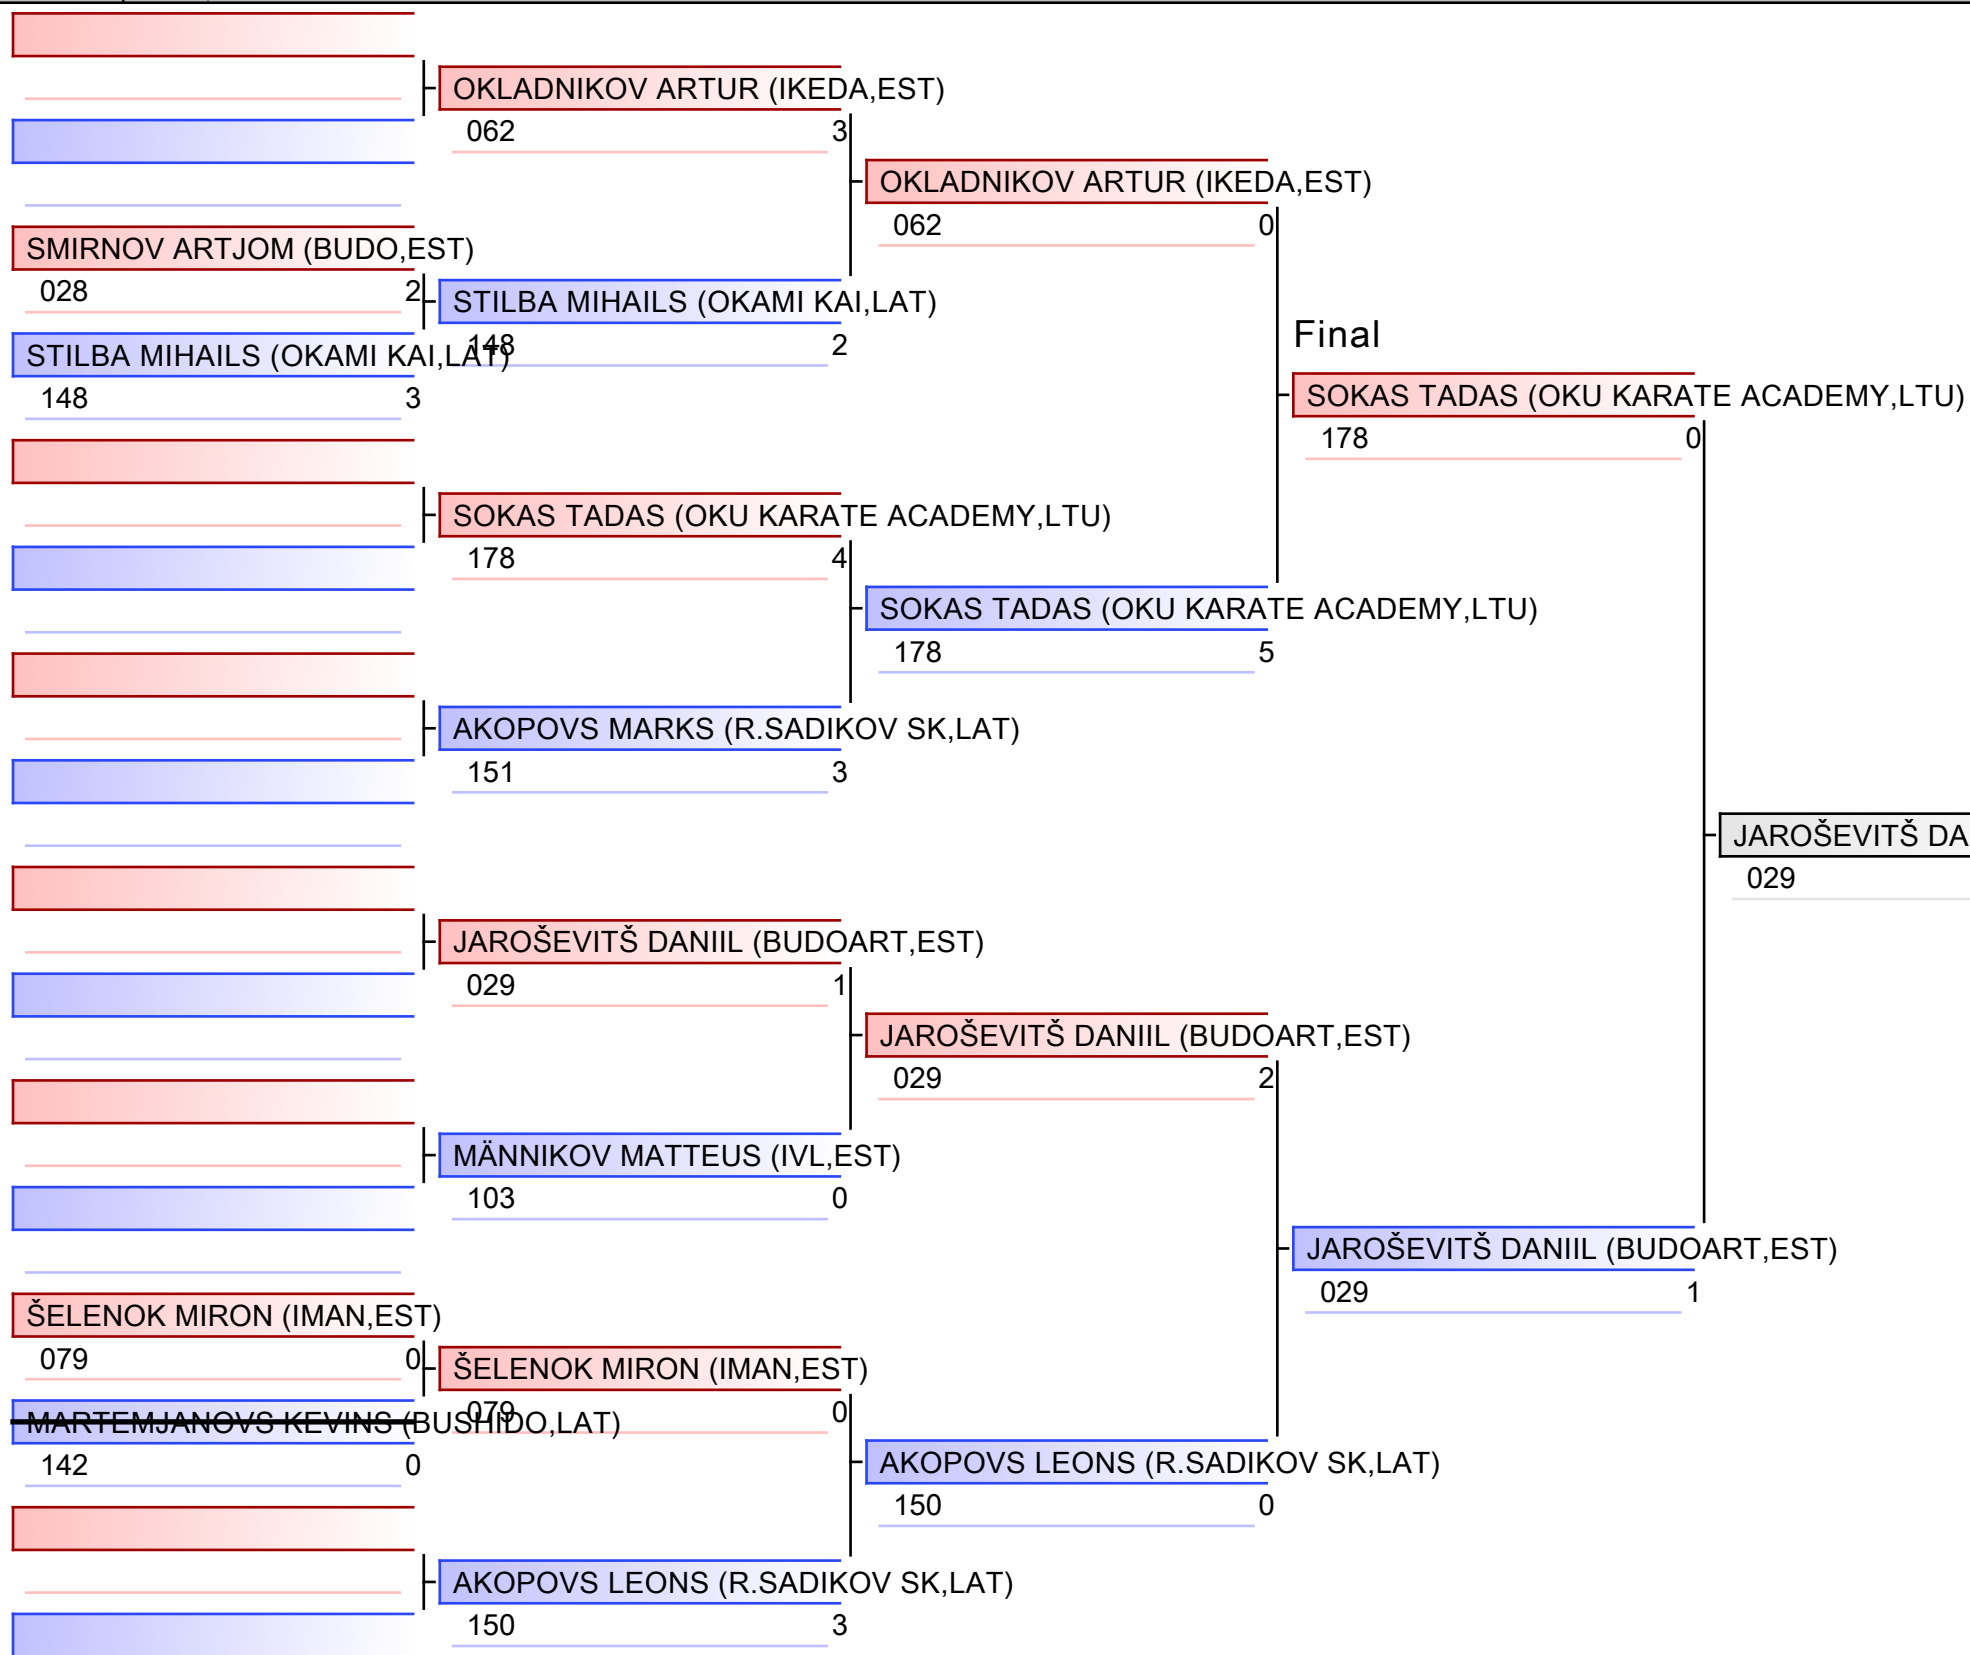 OKLADNIKOV ARTUR (IKEDA,EST)
062 3
SMIRNOV ARTJOM (BUDO,EST)
028 2
STILBA MIHAILS (OKAMI KAI,LAT)
148 2
STILBA MIHAILS (OKAMI KAI,LAT)
148 3
SOKAS TADAS (OKU KARATE ACADEMY,LTU)
178 4
AKOPOVS MARKS (R.SADIKOV SK,LAT)
151 3
JAROŠEVITŠ DANIIL (BUDOART,EST)
029 1
MÄNNIKOV MATTEUS (IVL,EST)
103 0
ŠELENOK MIRON (IMAN,EST)
079 0
MARTEMJANOVS KEVINS (BUSHIDO,LAT)
142 0
ŠELENOK MIRON (IMAN,EST)
079 0
AKOPOVS LEONS (R.SADIKOV SK,LAT)
150 3
OKLADNIKOV ARTUR (IKEDA,EST)
062 0
SOKAS TADAS (OKU KARATE ACADEMY,LTU)
178 5
JAROŠEVITŠ DANIIL (BUDOART,EST)
029 2
AKOPOVS LEONS (R.SADIKOV SK,LAT)
150 0
Final
SOKAS TADAS (OKU KARATE ACADEMY,LTU)
178 0
JAROŠEVITŠ DANIIL (BUDOART,EST)
029 1
JAROŠEVITŠ DA
029